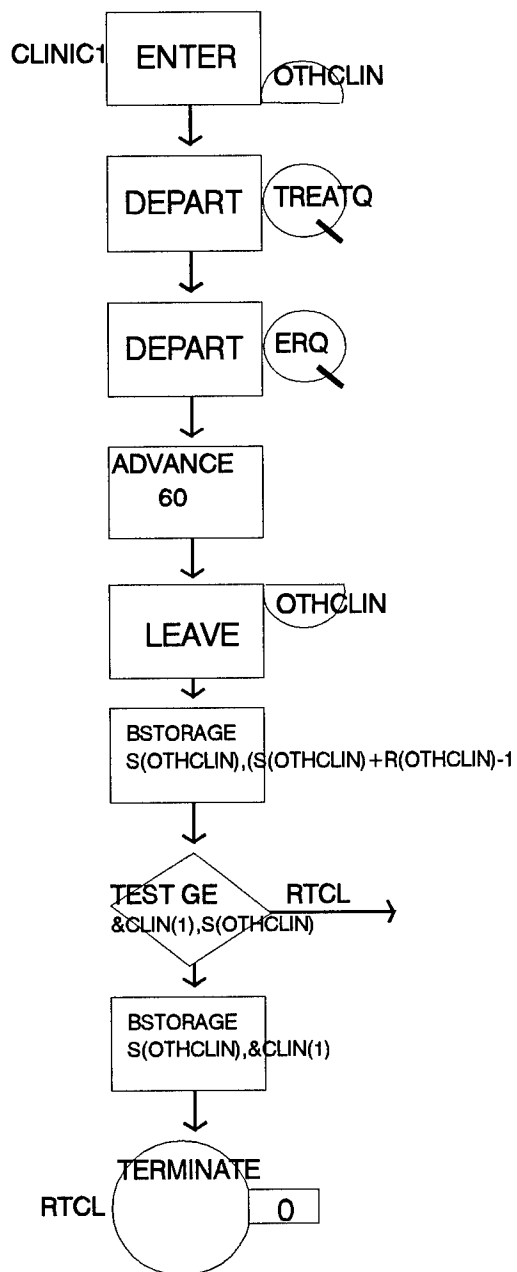 CLINIC1
ENTER
OTHCLIN
DEPART
TREATQ
DEPART
ERQ
ADVANCE
60
LEAVE
OTHCLIN
BSTORAGE
S(OTHCLIN),(S(OTHCLIN)+R(OTHCLIN)-1
TEST GE
&CLIN(1),S(OTHCLIN)
RTCL
BSTORAGE
S(OTHCLIN),&CLIN(1)
TERMINATE
RTCL
0